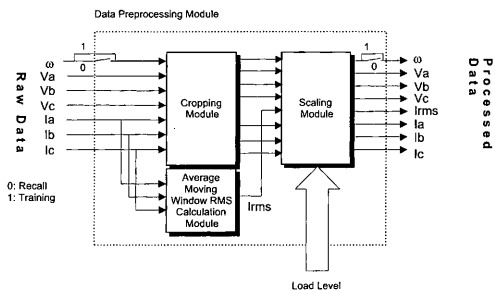 Data Preprocessing Module
Raw Data
1
0
ω
Va
Vb
Vc
Ia
Ib
Ic
Cropping
Module
Average
Moving
Window RMS
Calculation
Module
Irms
Scaling
Module
1
0
ω
Va
Vb
Vc
Irms
Ia
Ib
Ic
Processed Data
0: Recall
1: Training
Load Level